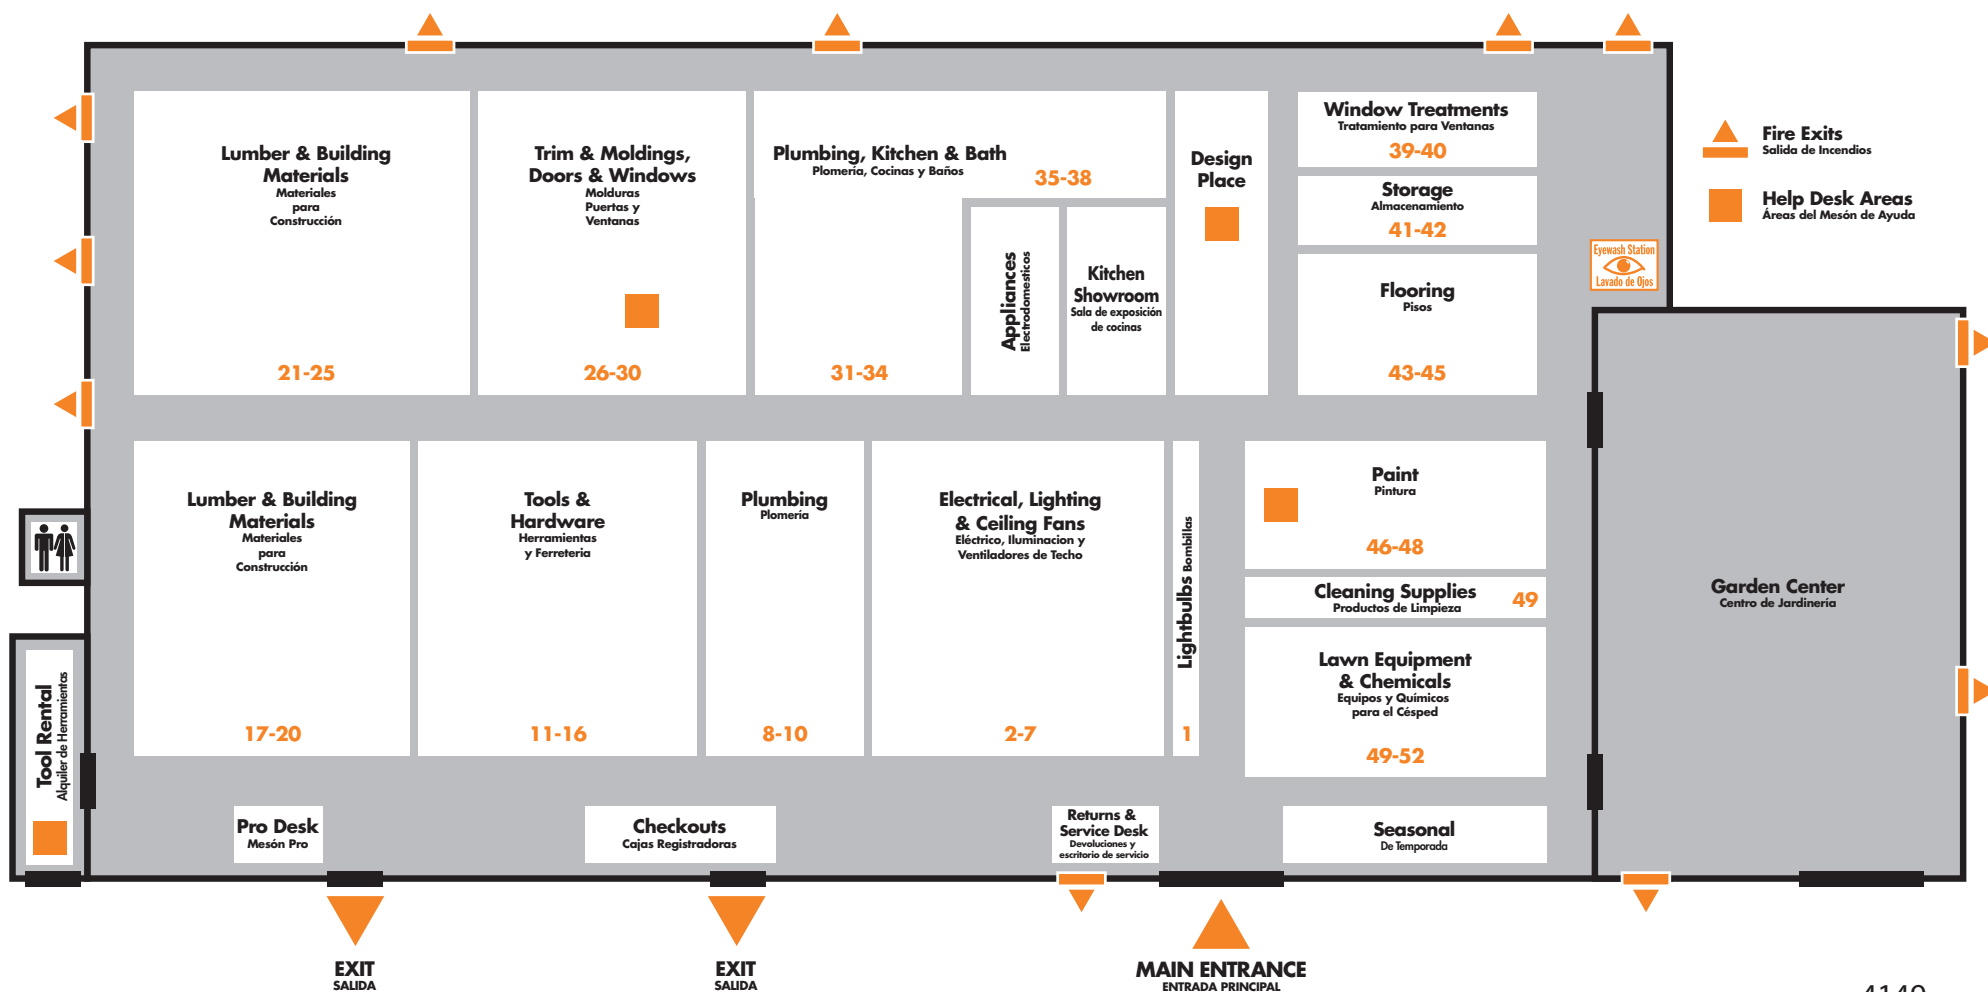 Lumber & Building
Materials
Materiales
para
Construcción
21-25
Trim & Moldings,
Doors & Windows
Molduras
Puertas y
Ventanas
26-30
Plumbing, Kitchen & Bath
Plomería, Cocinas y Baños
35-38
31-34
Appliances
Electrodomesticos
Kitchen
Showroom
Sala de exposición
de cocinas
Design
Place
Window Treatments
Tratamiento para Ventanas
39-40
Storage
Almacenamiento
41-42
Flooring
Pisos
43-45
Eyewash Station
Lavado de Ojos
Fire Exits
Salida de Incendios
Help Desk Areas
Áreas del Mesón de Ayuda
Lumber & Building
Materials
Materiales
para
Construcción
17-20
Tools &
Hardware
Herramientas
y Ferreteria
11-16
Plumbing
Plomería
8-10
Electrical, Lighting
& Ceiling Fans
Eléctrico, Iluminacion y
Ventiladores de Techo
2-7
Lightbulbs Bombillas
1
Paint
Pintura
46-48
Cleaning Supplies
Productos de Limpieza
49
Lawn Equipment
& Chemicals
Equipos y Químicos
para el Césped
49-52
Garden Center
Centro de Jardinería
Tool Rental
Alquiler de Herramientas
Pro Desk
Mesón Pro
Checkouts
Cajas Registradoras
Returns &
Service Desk
Devoluciones y
escritorio de servicio
Seasonal
De Temporada
EXIT
SALIDA
EXIT
SALIDA
MAIN ENTRANCE
ENTRADA PRINCIPAL